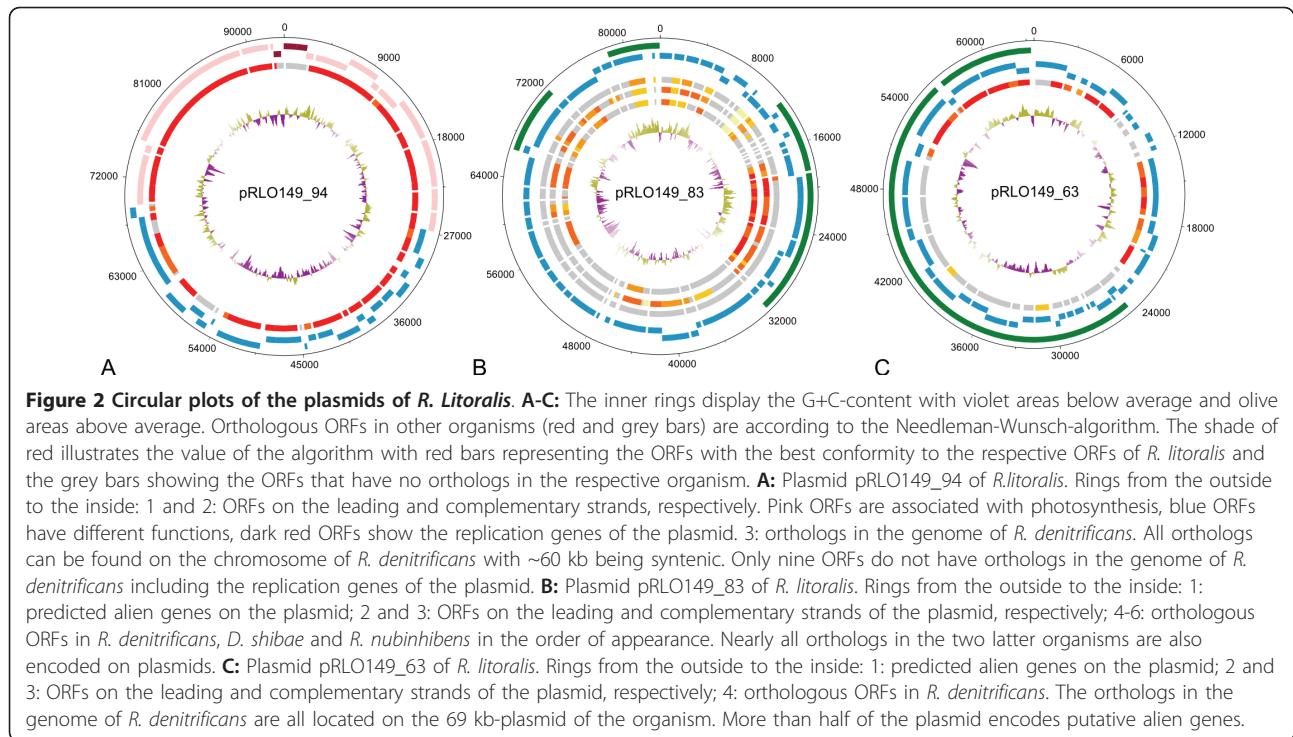 0
9000
18000
27000
36000
45000
54000
63000
72000
81000
90000
pRLO149_94
A
0
8000
16000
24000
32000
40000
48000
56000
64000
72000
80000
pRLO149_83
B
0
6000
12000
18000
24000
30000
36000
42000
48000
54000
60000
pRLO149_63
C
Figure 2 Circular plots of the plasmids of R. Litoralis. A-C: The inner rings display the G+C-content with violet areas below average and olive
areas above average. Orthologous ORFs in other organisms (red and grey bars) are according to the Needleman-Wunsch-algorithm. The shade of
red illustrates the value of the algorithm with red bars representing the ORFs with the best conformity to the respective ORFs of R. litoralis and
the grey bars showing the ORFs that have no orthologs in the respective organism. A: Plasmid pRLO149_94 of R.litoralis. Rings from the outside
to the inside: 1 and 2: ORFs on the leading and complementary strands, respectively. Pink ORFs are associated with photosynthesis, blue ORFs
have different functions, dark red ORFs show the replication genes of the plasmid. 3: orthologs in the genome of R. denitrificans. All orthologs
can be found on the chromosome of R. denitrificans with ~60 kb being syntenic. Only nine ORFs do not have orthologs in the genome of R.
denitrificans including the replication genes of the plasmid. B: Plasmid pRLO149_83 of R. litoralis. Rings from the outside to the inside: 1:
predicted alien genes on the plasmid; 2 and 3: ORFs on the leading and complementary strands of the plasmid, respectively; 4-6: orthologous
ORFs in R. denitrificans, D. shibae and R. nubinhibens in the order of appearance. Nearly all orthologs in the two latter organisms are also
encoded on plasmids. C: Plasmid pRLO149_63 of R. litoralis. Rings from the outside to the inside: 1: predicted alien genes on the plasmid; 2 and
3: ORFs on the leading and complementary strands of the plasmid, respectively; 4: orthologous ORFs in R. denitrificans. The orthologs in the
genome of R. denitrificans are all located on the 69 kb-plasmid of the organism. More than half of the plasmid encodes putative alien genes.